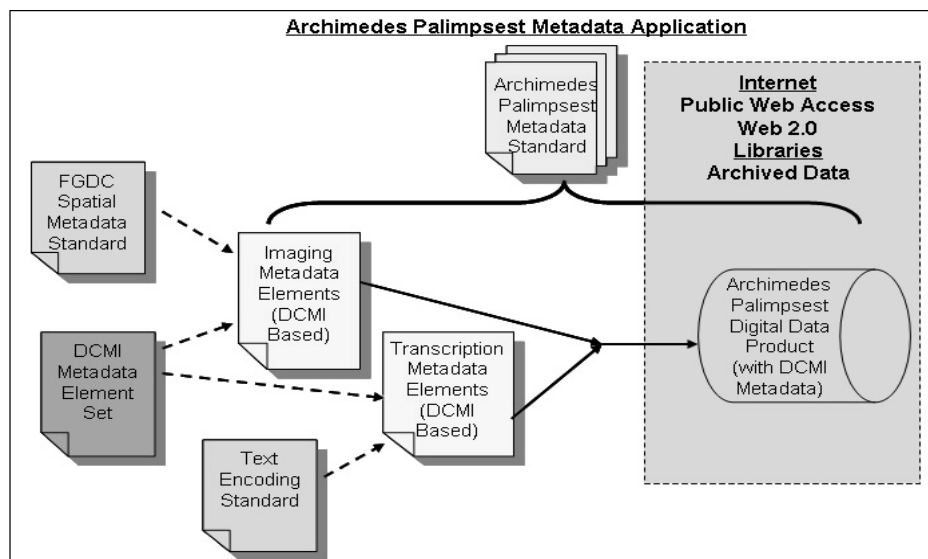 Archimedes Palimpsest Metadata Application
Archimedes
Palimpsest
Metadata
Standard
Internet
Public Web Access
Web 2.0
Libraries
Archived Data
FGDC
Spatial
Metadata
Standard
Imaging
Metadata
Elements
(DCMI
Based)
Archimedes
Palimpsest
Digital Data
Product
(with DCMI
Metadata)
DCMI
Metadata
Element
Set
Transcription
Metadata
Elements
(DCMI
Based)
Text
Encoding
Standard